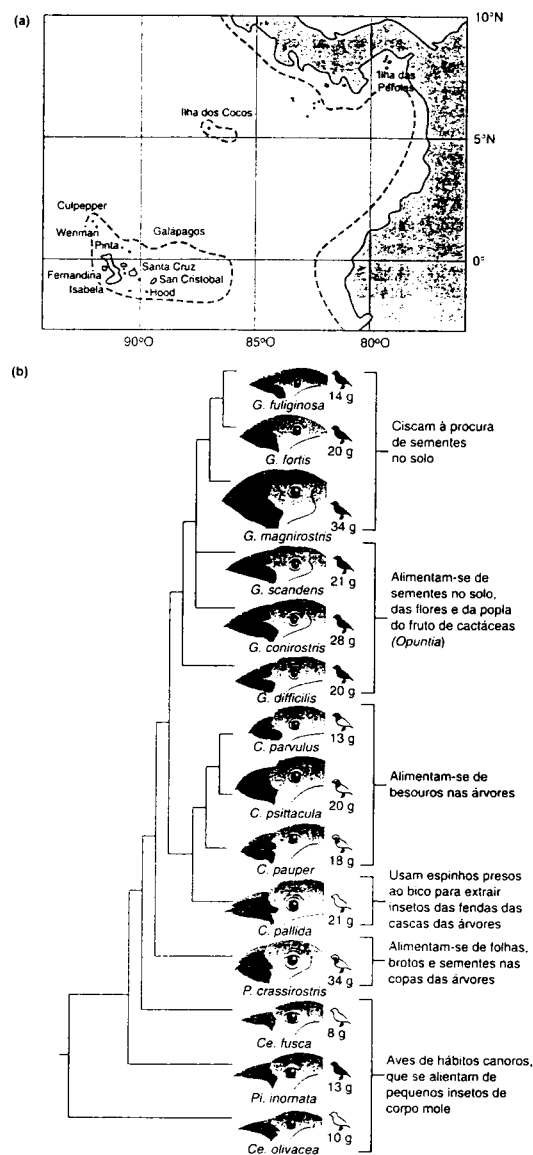 (a)
10°N
Ilha das
Pérolas
Ilha dos Cocos
5°N
Culpepper
Wenman
Galápagos
Pinta
0°
Santa Cruz
Fernandina
San Cristobal
Isabela
Hood
90°O
85°O
80°O
(b)
14 g
G. fuliginosa
20 g
G. fortis
34 g
G. magnirostris
Ciscam à procura
de sementes
no solo
21 g
G. scandens
28 g
G. conirostris
20 g
G. difficilis
Alimentam-se de
sementes no solo,
das flores e da popla
do fruto de cactáceas
(Opuntia)
13 g
C. parvulus
20 g
C. psittacula
18 g
C. pauper
Alimentam-se de
besouros nas árvores
21 g
C. pallida
Usam espinhos presos
ao bico para extrair
insetos das fendas das
cascas das árvores
34 g
P. crassirostris
Alimentam-se de folhas,
brotos e sementes nas
copas das árvores
8 g
Ce. fusca
13 g
Pi. inornata
10 g
Ce. olivacea
Aves de hábitos canoros,
que se alientam de
pequenos insetos de
corpo mole